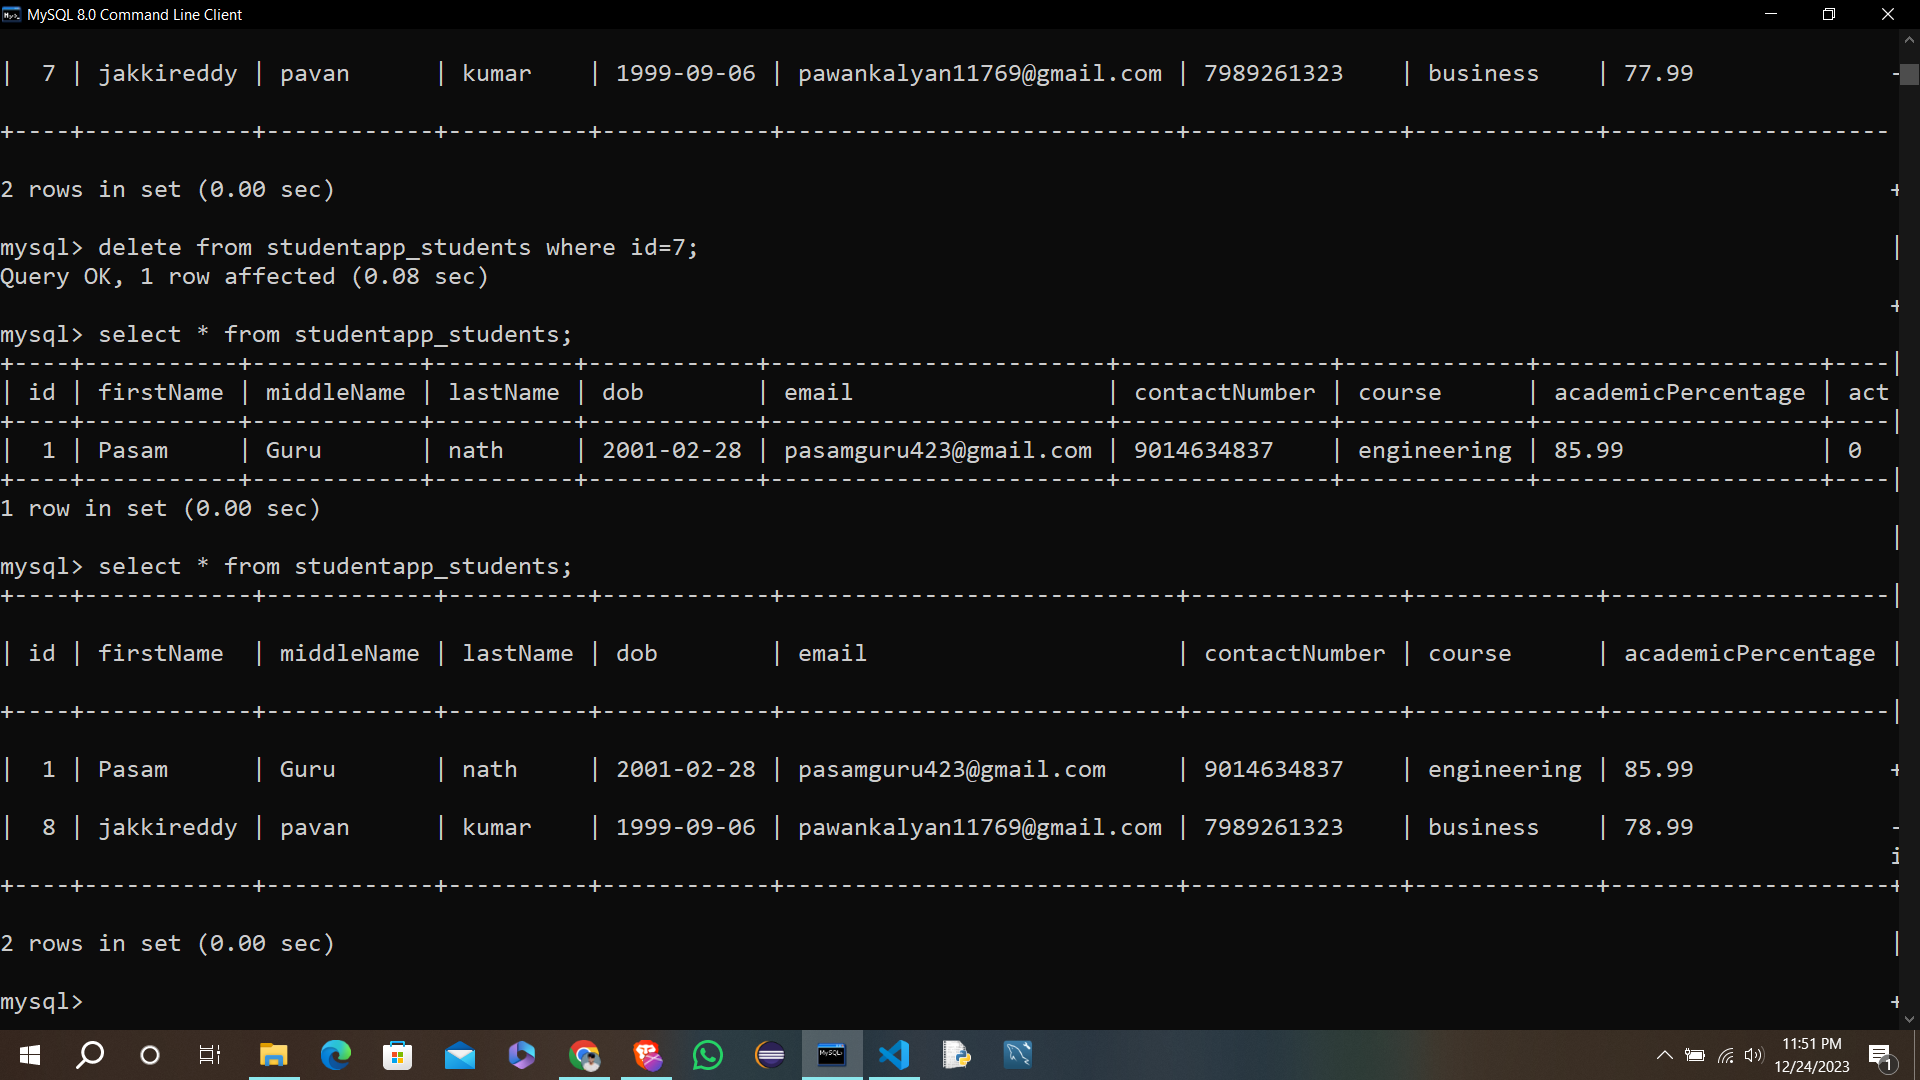 MySQL 8.0 Command Line Client
|  7 | jakkireddy | pavan      | kumar    | 1999-09-06 | pawankalyan11769@gmail.com | 7989261323    | business    | 77.99              -
+----+------------+------------+----------+------------+----------------------------+---------------+-------------+--------------------
2 rows in set (0.00 sec)
+
mysql> delete from studentapp_students where id=7;
|
Query OK, 1 row affected (0.08 sec)
+
mysql> select * from studentapp_students;
+----+-----------+------------+----------+------------+------------------------+---------------+-------------+--------------------+----|
| id | firstName | middleName | lastName | dob        | email                  | contactNumber | course      | academicPercentage | act
+----+-----------+------------+----------+------------+------------------------+---------------+-------------+--------------------+----|
|  1 | Pasam     | Guru       | nath     | 2001-02-28 | pasamguru423@gmail.com | 9014634837    | engineering | 85.99              | 0
+----+-----------+------------+----------+------------+------------------------+---------------+-------------+--------------------+----|
1 row in set (0.00 sec)
|
mysql> select * from studentapp_students;
+----+------------+------------+----------+------------+----------------------------+---------------+-------------+--------------------|
| id | firstName  | middleName | lastName | dob        | email                      | contactNumber | course      | academicPercentage |
+----+------------+------------+----------+------------+----------------------------+---------------+-------------+--------------------|
|  1 | Pasam      | Guru       | nath     | 2001-02-28 | pasamguru423@gmail.com     | 9014634837    | engineering | 85.99              +
|  8 | jakkireddy | pavan      | kumar    | 1999-09-06 | pawankalyan11769@gmail.com | 7989261323    | business    | 78.99              -
i
+----+------------+------------+----------+------------+----------------------------+---------------+-------------+--------------------+
2 rows in set (0.00 sec)
|
mysql>
+
MySQL
11:51 PM
12/24/2023
1